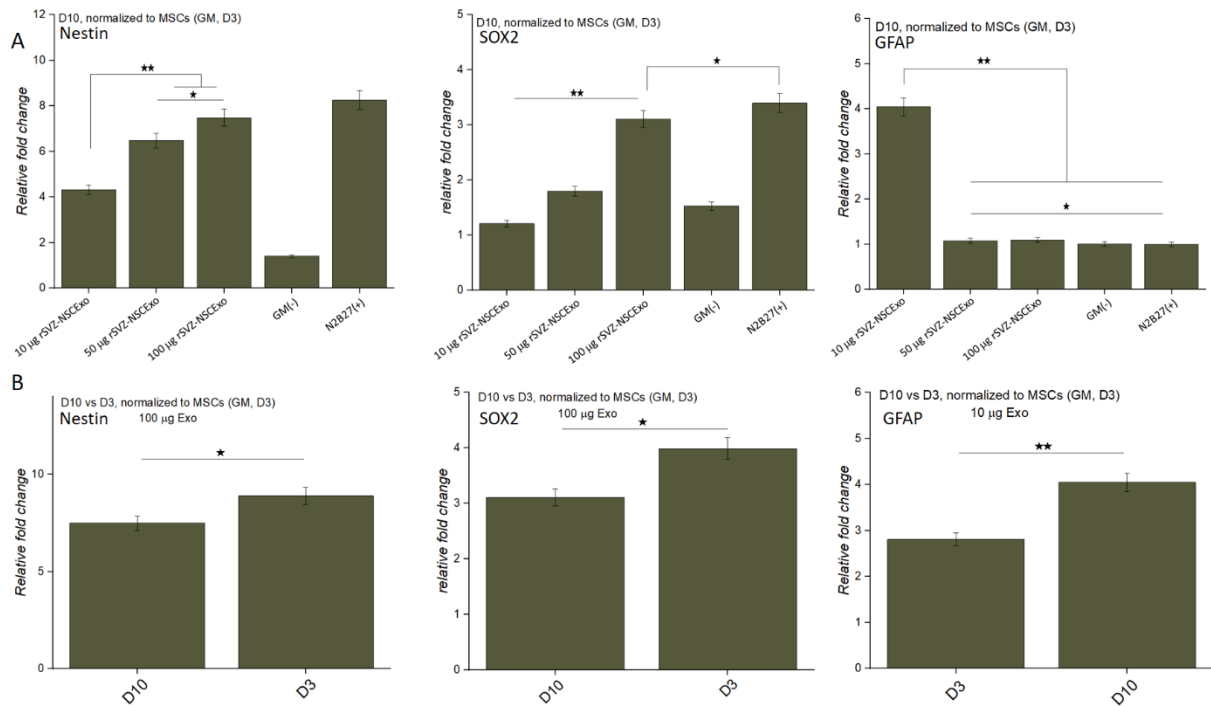 A
D10, normalized to MSCs (GM, D3)
Nestin
Relative fold change
12
10
8
6
4
2
0
★★
★
10 µg rSVZ-NSCExo
50 µg rSVZ-NSCExo
100 µg rSVZ-NSCExo
GM(-)
N2B27(+)
D10, normalized to MSCs (GM, D3)
SOX2
relative fold change
5
4
3
2
1
0
★★
★
10 µg rSVZ-NSCExo
50 µg rSVZ-NSCExo
100 µg rSVZ-NSCExo
GM(-)
N2B27(+)
D10, normalized to MSCs (GM, D3)
GFAP
Relative fold change
6
5
4
3
2
1
0
★★
★
10 µg rSVZ-NSCExo
50 µg rSVZ-NSCExo
100 µg rSVZ-NSCExo
GM(-)
N2B27(+)
B
D10 vs D3, normalized to MSCs (GM, D3)
Nestin
100 µg Exo
Relative fold change
10
5
0
★
D10
D3
D10 vs D3, normalized to MSCs (GM, D3)
SOX2
100 µg Exo
relative fold change
5
4
3
2
1
0
★
D10
D3
D10 vs D3, normalized to MSCs (GM, D3)
GFAP
10 µg Exo
Relative fold change
6
5
4
3
2
1
0
★★
D3
D10